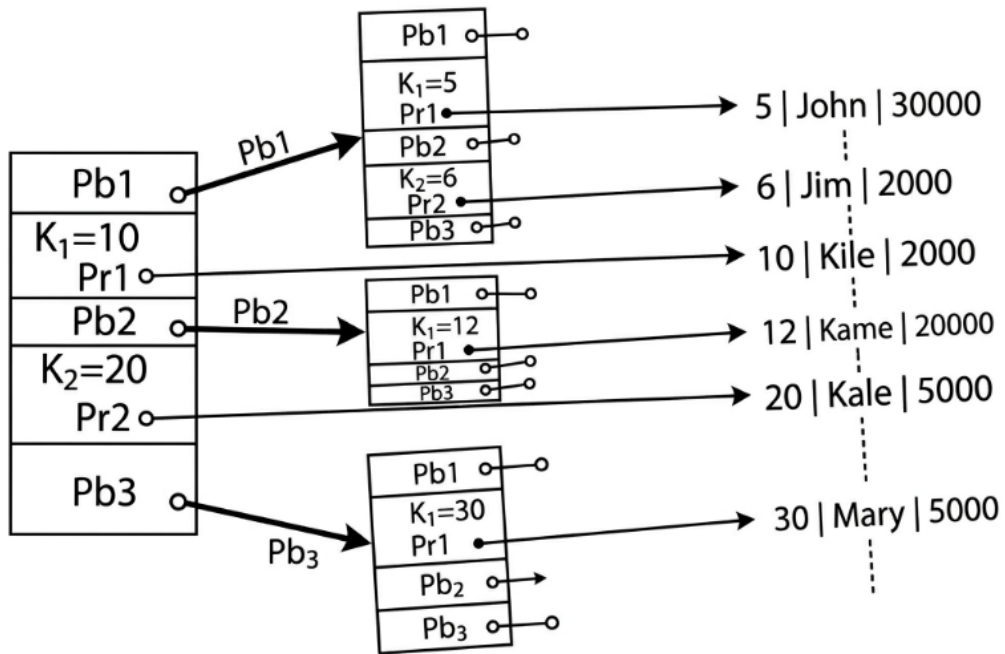 Pb1
K₁=10
Pr1
Pb2
K₂=20
Pr2
Pb3
Pb1
Pb2
Pb₃
Pb1
K₁=5
Pr1
Pb2
K₂=6
Pr2
Pb3
Pb1
K₁=12
Pr1
Pb2
Pb3
Pb1
K₁=30
Pr1
Pb₂
Pb₃
5 | John | 30000
6 | Jim | 2000
10 | Kile | 2000
12 | Kame | 20000
20 | Kale | 5000
30 | Mary | 5000